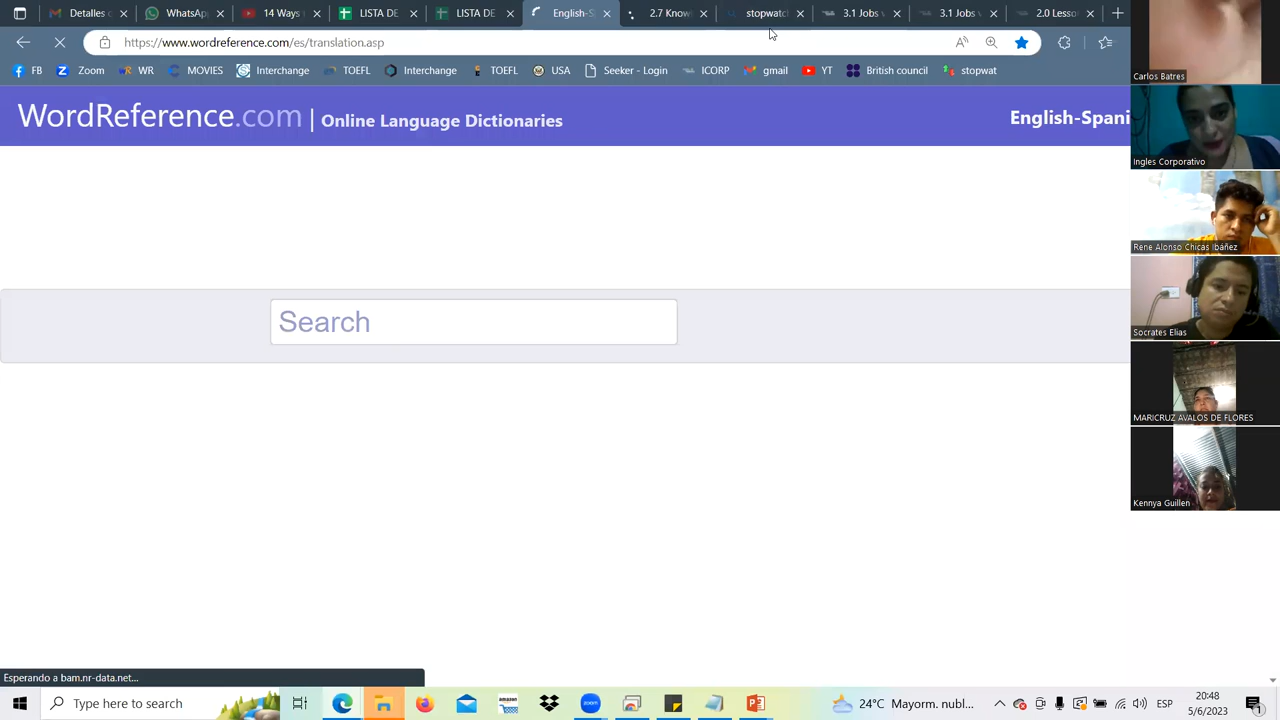 Detalles c
WhatsApp
14 Ways
LISTA DE
LISTA DE
English-S
2.7 Know
stopwatcl
3.1 Jobs v
3.1 Jobs v
2.0 Lesso
https://www.wordreference.com/es/translation.asp
FB
Zoom
WR
MOVIES
Interchange
TOEFL
Interchange
TOEFL
USA
Seeker - Login
ICORP
gmail
YT
British council
stopwat
WordReference.com | Online Language Dictionaries
English-Spani
Search
Carlos Batres
Ingles Corporativo
Rene Alonso Chicas Ibáñez
Socrates Elias
MARICRUZ AVALOS DE FLORES
Kennya Guillen
Esperando a bam.nr-data.net...
Type here to search
24°C Mayorm. nubl...
ESP
20:48
5/6/2023
1